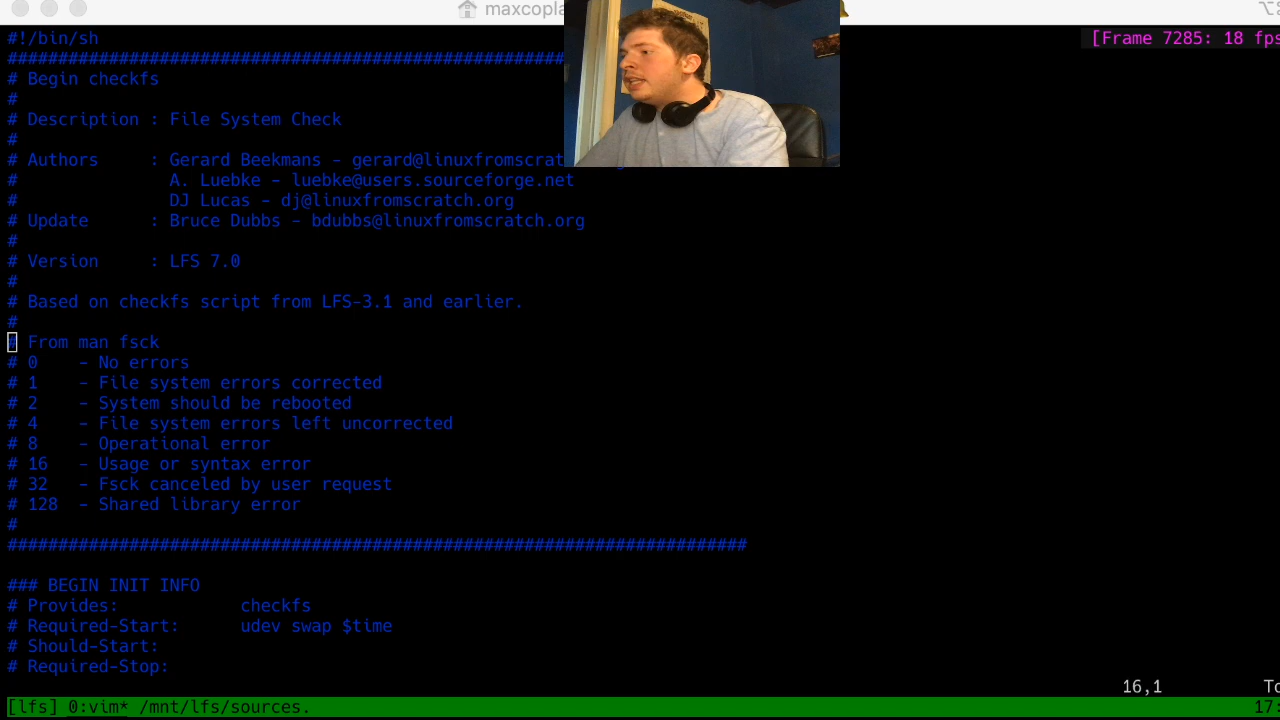 maxcopla
#!/bin/sh
[Frame 7285: 18 fps
#######################################################
# Begin checkfs
#
# Description : File System Check
#
# Authors     : Gerard Beekmans - gerard@linuxfromscrat
#               A. Luebke - luebke@users.sourceforge.net
#               DJ Lucas - dj@linuxfromscratch.org
# Update      : Bruce Dubbs - bdubbs@linuxfromscratch.org
#
# Version     : LFS 7.0
#
# Based on checkfs script from LFS-3.1 and earlier.
#
# From man fsck
# 0    - No errors
# 1    - File system errors corrected
# 2    - System should be rebooted
# 4    - File system errors left uncorrected
# 8    - Operational error
# 16   - Usage or syntax error
# 32   - Fsck canceled by user request
# 128  - Shared library error
#
#########################################################################
### BEGIN INIT INFO
# Provides:            checkfs
# Required-Start:      udev swap $time
# Should-Start:
# Required-Stop:
16,1 To
[lfs] 0:vim* /mnt/lfs/sources. 17: